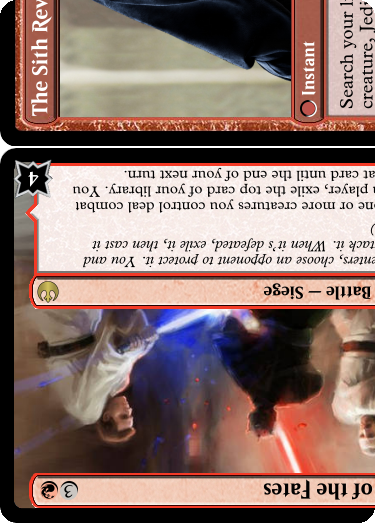 The Sith Rev
Instant
Search your l
creature, Jed
of the Fates
3
Battle — Siege
enters, choose an opponent to protect it. You and
tack it. When it's defeated, exile it, then cast it
)
one or more creatures you control deal combat
a player, exile the top card of your library. You
at card until the end of your next turn.
4